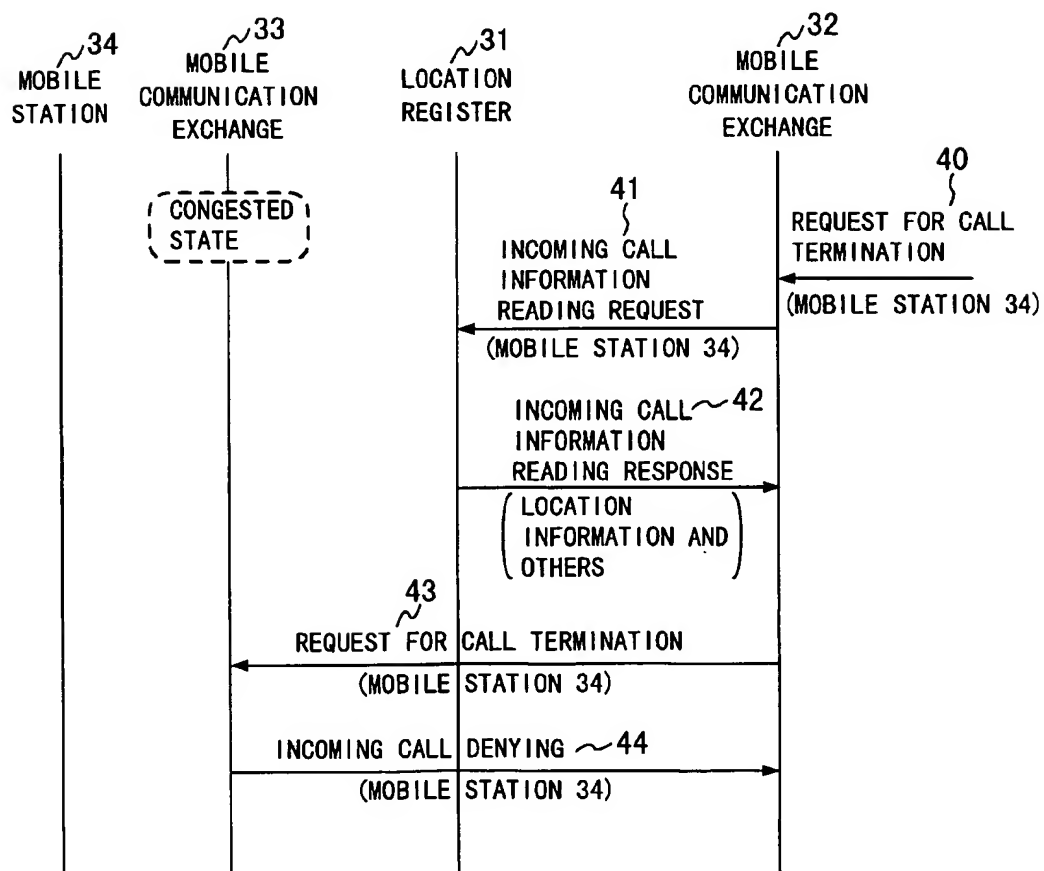 34
MOBILE
STATION
33
MOBILE
COMMUNICATION
EXCHANGE
31
LOCATION
REGISTER
32
MOBILE
COMMUNICATION
EXCHANGE
CONGESTED
STATE
40
REQUEST FOR CALL
TERMINATION
(MOBILE STATION 34)
41
INCOMING CALL
INFORMATION
READING REQUEST
(MOBILE STATION 34)
INCOMING CALL 42
INFORMATION
READING RESPONSE
(LOCATION
INFORMATION AND
OTHERS)
43
REQUEST FOR CALL TERMINATION
(MOBILE STATION 34)
INCOMING CALL DENYING 44
(MOBILE STATION 34)